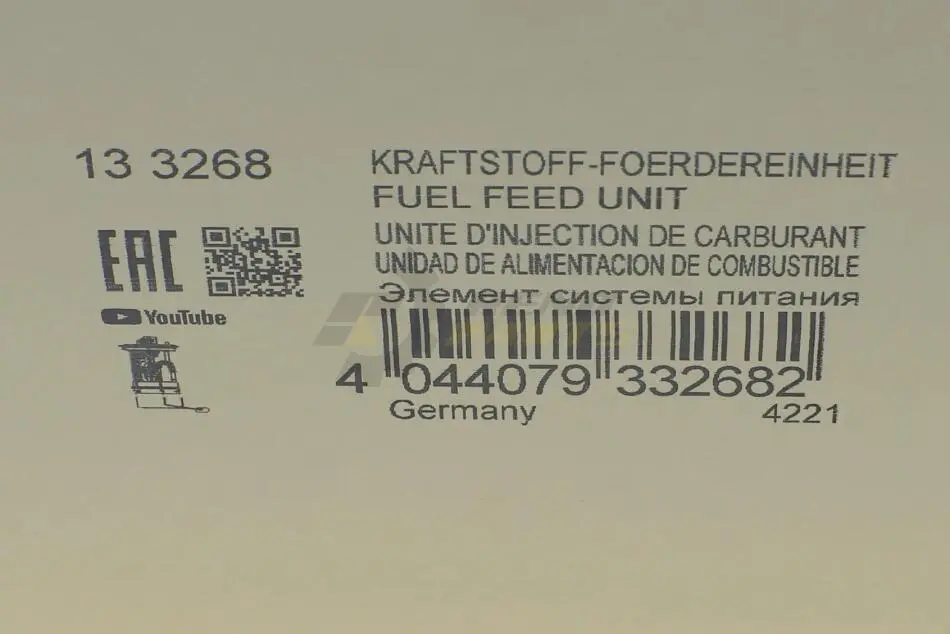 13 3268
KRAFTSTOFF-FOERDEREINHEIT
FUEL FEED UNIT
UNITE D'INJECTION DE CARBURANT
UNIDAD DE ALIMENTACION DE COMBUSTIBLE
Элемент системы питания
EAC
YouTube
4 044079 332682
Germany 4221